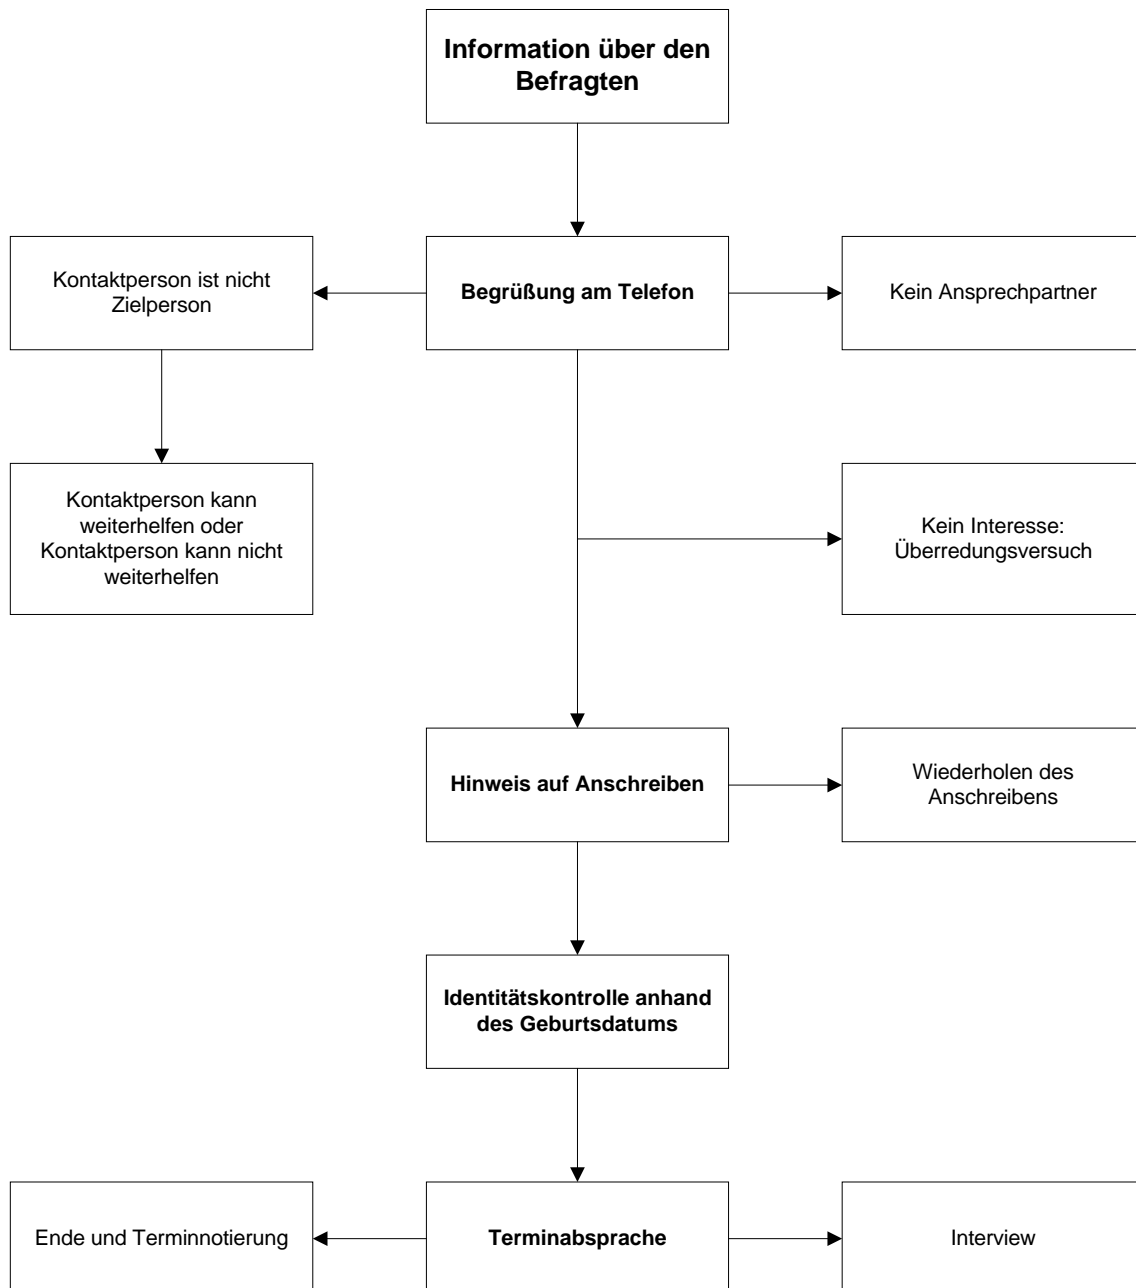 Information über den
Befragten
Kontaktperson ist nicht
Zielperson
Begrüßung am Telefon
Kein Ansprechpartner
Kontaktperson kann
weiterhelfen oder
Kontaktperson kann nicht
weiterhelfen
Kein Interesse:
Überredungsversuch
Hinweis auf Anschreiben
Wiederholen des
Anschreibens
Identitätskontrolle anhand
des Geburtsdatums
Ende und Terminnotierung
Terminabsprache
Interview